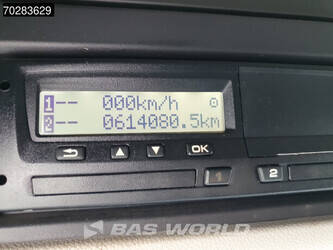 70283629
1 -- 000km/h
2 -- 0614080.5km
OK
1 2
BAS WORLD